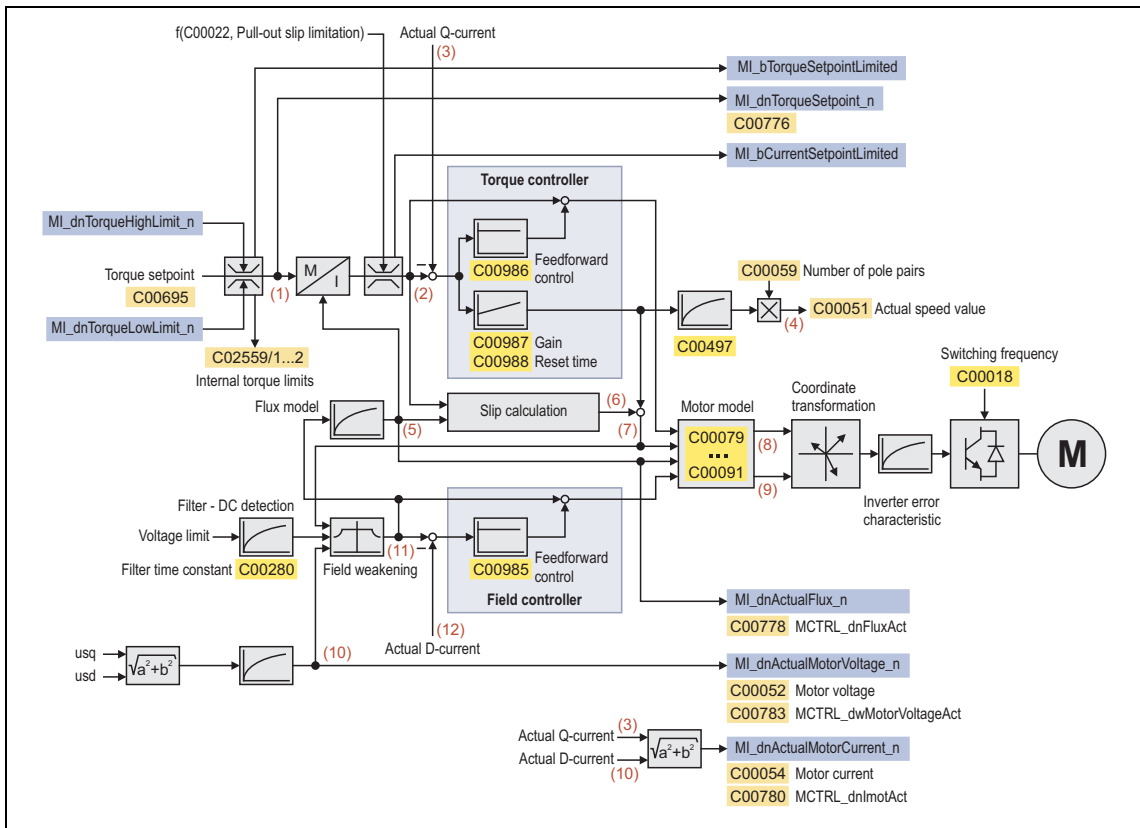 f(C00022, Pull-out slip limitation)
Actual Q-current
(3)
MI_bTorqueSetpointLimited
MI_dnTorqueSetpoint_n
C00776
MI_bCurrentSetpointLimited
Torque controller
MI_dnTorqueHighLimit_n
Torque setpoint
C00695
MI_dnTorqueLowLimit_n
(1)
M
I
(2)
–
C00986
Feedforward
control
C00987 Gain
C00988 Reset time
C00497
C00059 Number of pole pairs
(4)
C00051 Actual speed value
C02559/1...2
Internal torque limits
Switching frequency
C00018
Flux model
(5)
Slip calculation
(6)
(7)
Motor model
C00079
...
C00091
(8)
(9)
Coordinate
transformation
Inverter error
characteristic
M
Filter - DC detection
Voltage limit
Filter time constant C00280
Field weakening
(11)
–
C00985
Feedforward
control
Field controller
(12)
Actual D-current
MI_dnActualFlux_n
C00778 MCTRL_dnFluxAct
usq
usd
√a²+b²
(10)
MI_dnActualMotorVoltage_n
C00052 Motor voltage
C00783 MCTRL_dwMotorVoltageAct
Actual Q-current
(3)
Actual D-current
(10)
√a²+b²
MI_dnActualMotorCurrent_n
C00054 Motor current
C00780 MCTRL_dnImotAct